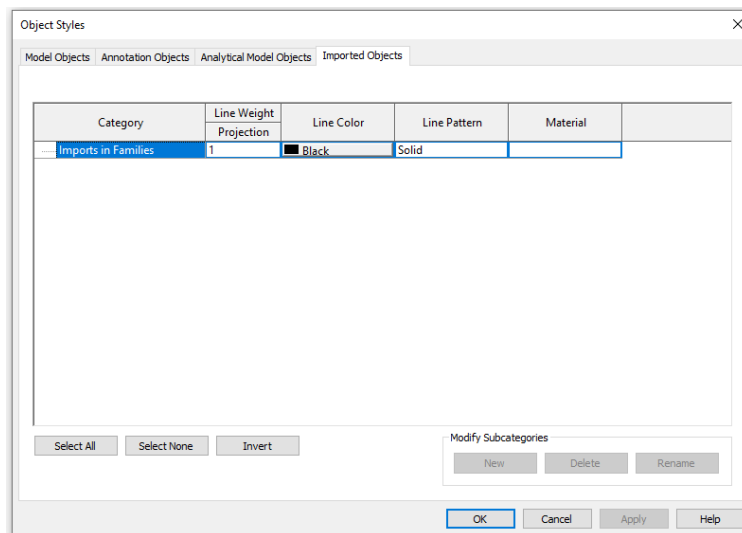 Object Styles
Model Objects Annotation Objects Analytical Model Objects Imported Objects
Category Line Weight Line Color Line Pattern Material
Projection
Imports in Families 1 Black Solid
Select All Select None Invert
Modify Subcategories
New Delete Rename
OK Cancel Apply Help